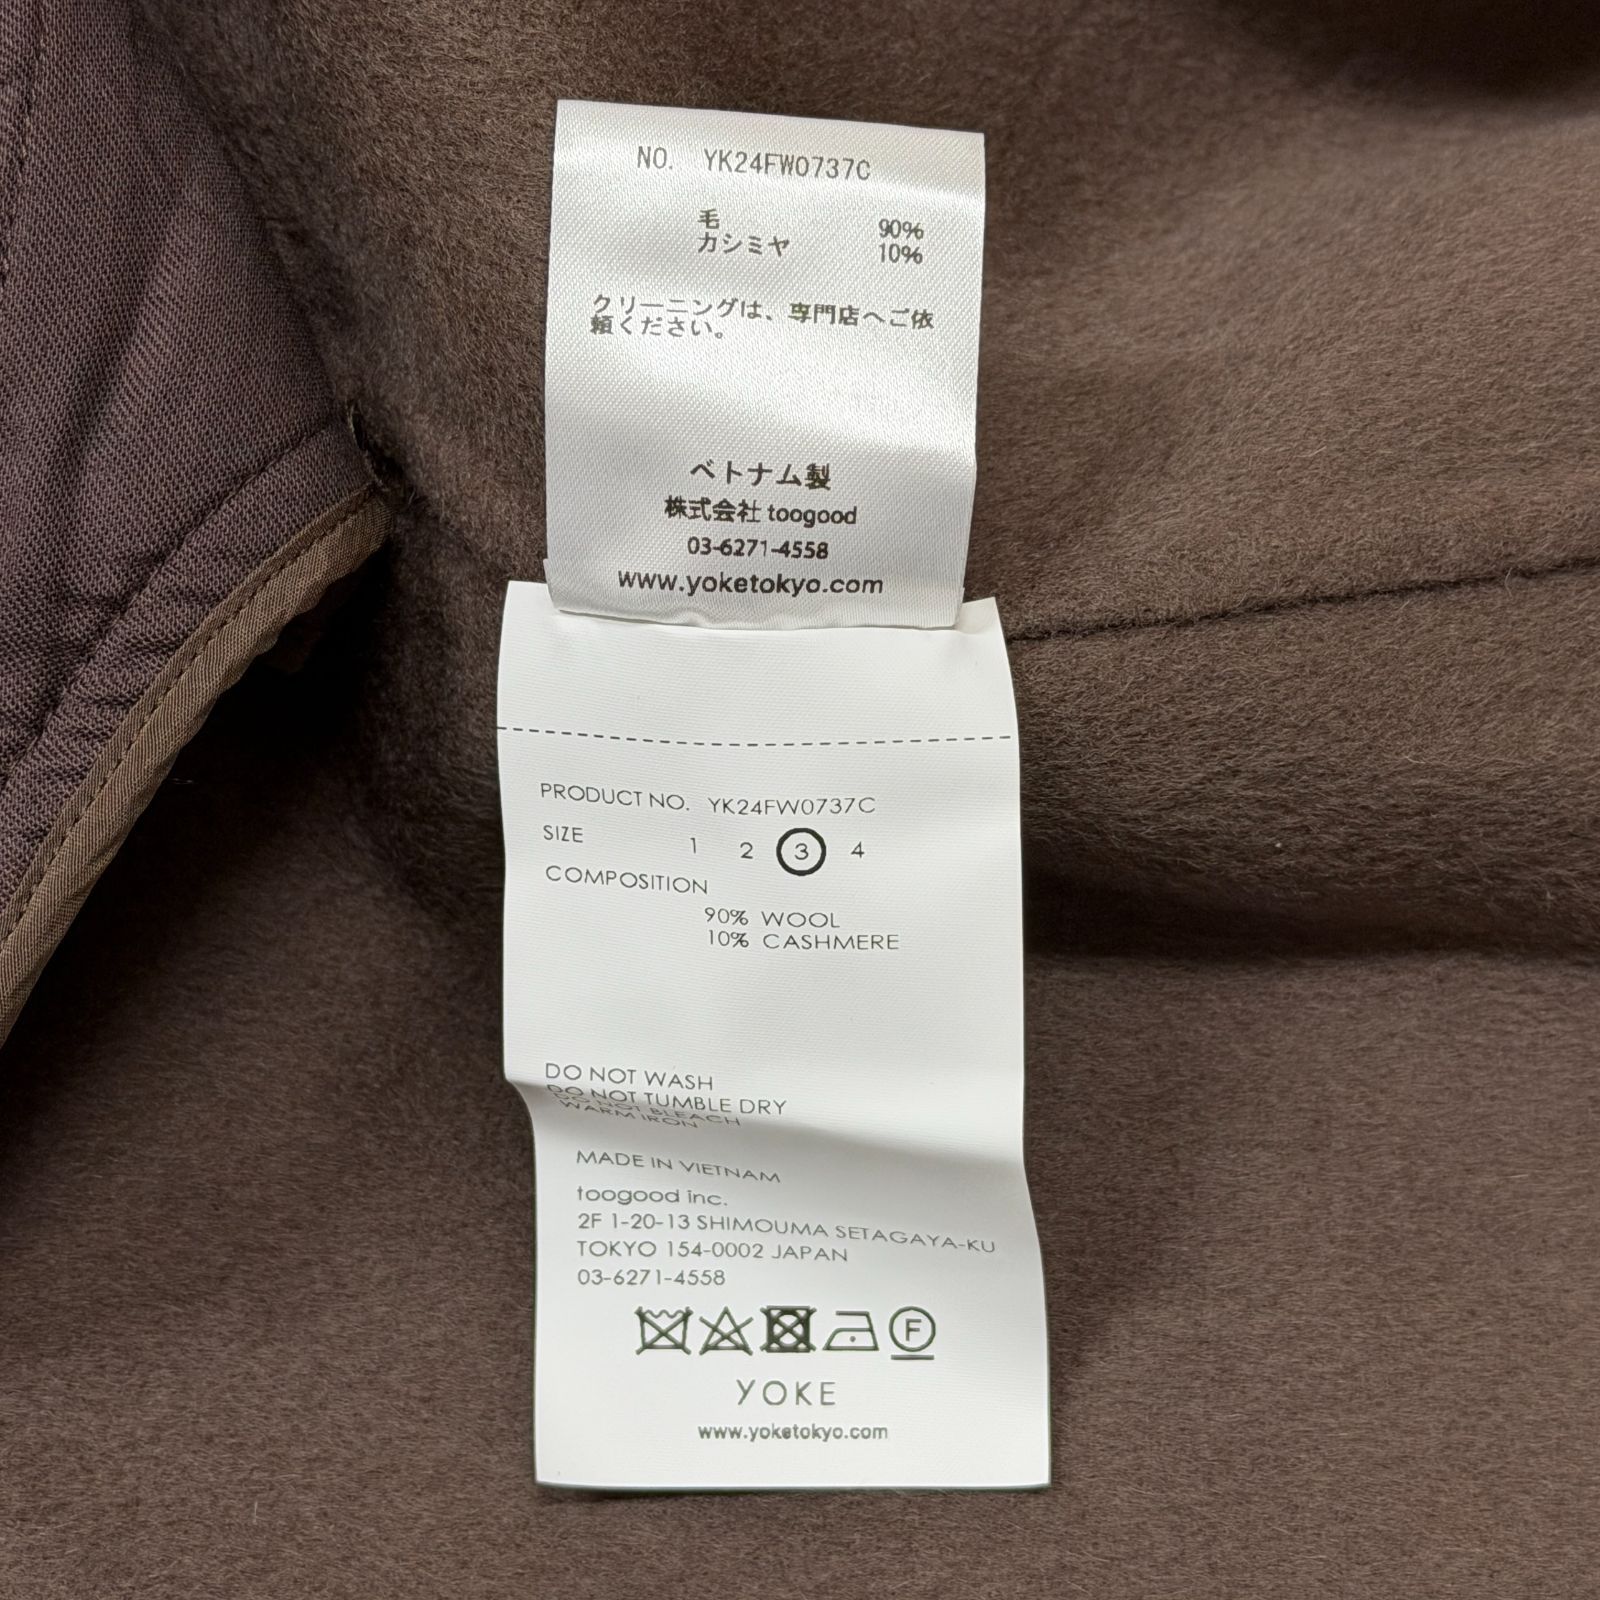 NO. YK24FW0737C
毛 90%
カシミヤ 10%
クリーニングは、専門店へご依
頼ください。
ベトナム製
株式会社 toogood
03-6271-4558
www.yoketokyo.com
PRODUCT NO. YK24FW0737C
SIZE 1 2 3 4
COMPOSITION
90% WOOL
10% CASHMERE
DO NOT WASH
DO NOT TUMBLE DRY
DO NOT BLEACH
WARM IRON
MADE IN VIETNAM
toogood inc.
2F 1-20-13 SHIMOUMA SETAGAYA-KU
TOKYO 154-0002 JAPAN
03-6271-4558
F
YOKE
www.yoketokyo.com